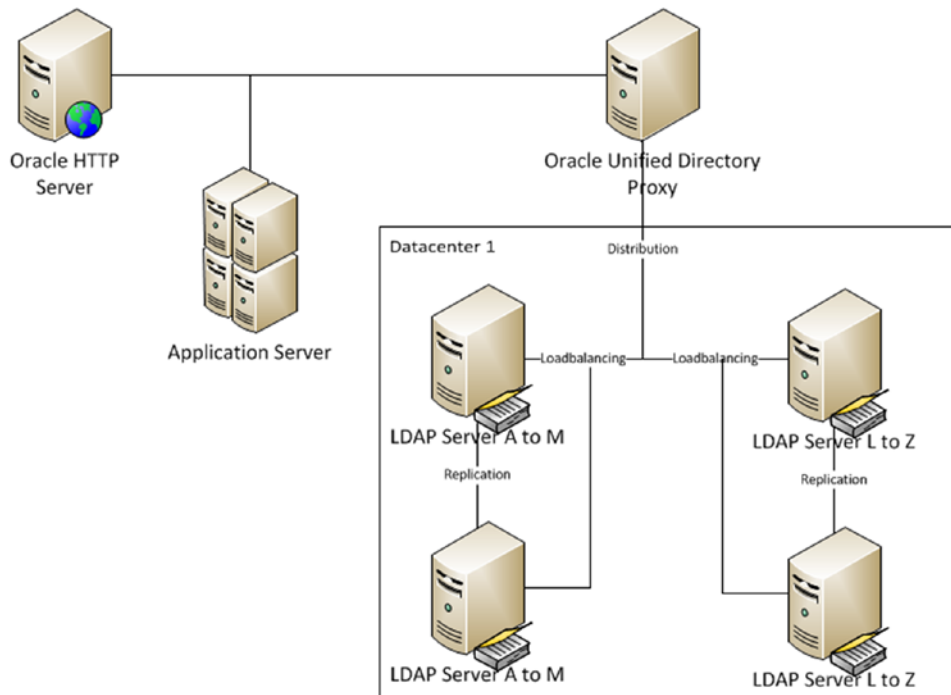 Oracle HTTP
Server
Oracle Unified Directory
Proxy
Application Server
Datacenter 1
Distribution
Loadbalancing
Loadbalancing
LDAP Server A to M
LDAP Server L to Z
Replication
Replication
LDAP Server A to M
LDAP Server L to Z